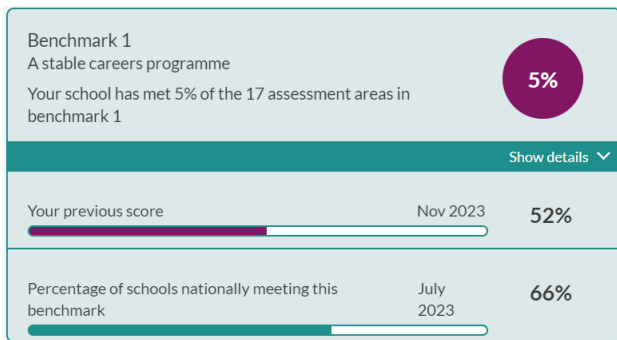 Benchmark 1
A stable careers programme
Your school has met 5% of the 17 assessment areas in
benchmark 1
5%
Show details
Your previous score
Nov 2023
52%
Percentage of schools nationally meeting this
benchmark
July
2023
66%